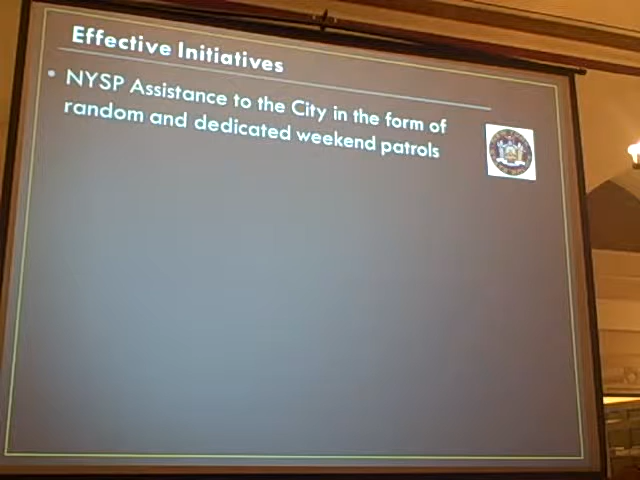 Effective Initiatives
• NYSP Assistance to the City in the form of
random and dedicated weekend patrols